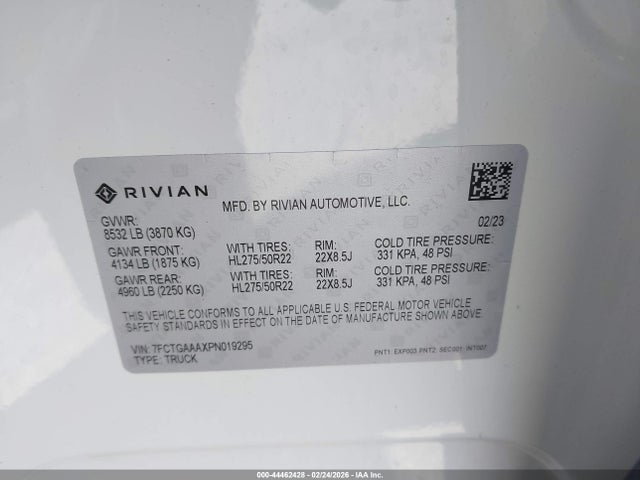 RIVIAN
MFD. BY RIVIAN AUTOMOTIVE, LLC.
GVWR:
8532 LB (3870 KG)
02/23
GAWR FRONT: WITH TIRES: RIM: COLD TIRE PRESSURE:
4134 LB (1875 KG) HL275/50R22 22X8.5J 331 KPA, 48 PSI
GAWR REAR: WITH TIRES: RIM: COLD TIRE PRESSURE:
4960 LB (2250 KG) HL275/50R22 22X8.5J 331 KPA, 48 PSI
THIS VEHICLE CONFORMS TO ALL APPLICABLE U.S. FEDERAL MOTOR VEHICLE
SAFETY STANDARDS IN EFFECT ON THE DATE OF MANUFACTURE SHOWN ABOVE.
VIN: 7FCTGAAAXPN019295
TYPE: TRUCK
PNT1: EXP003 PNT2: SEC001 INT007
000-44462428 - 02/24/2026 - IAA Inc.